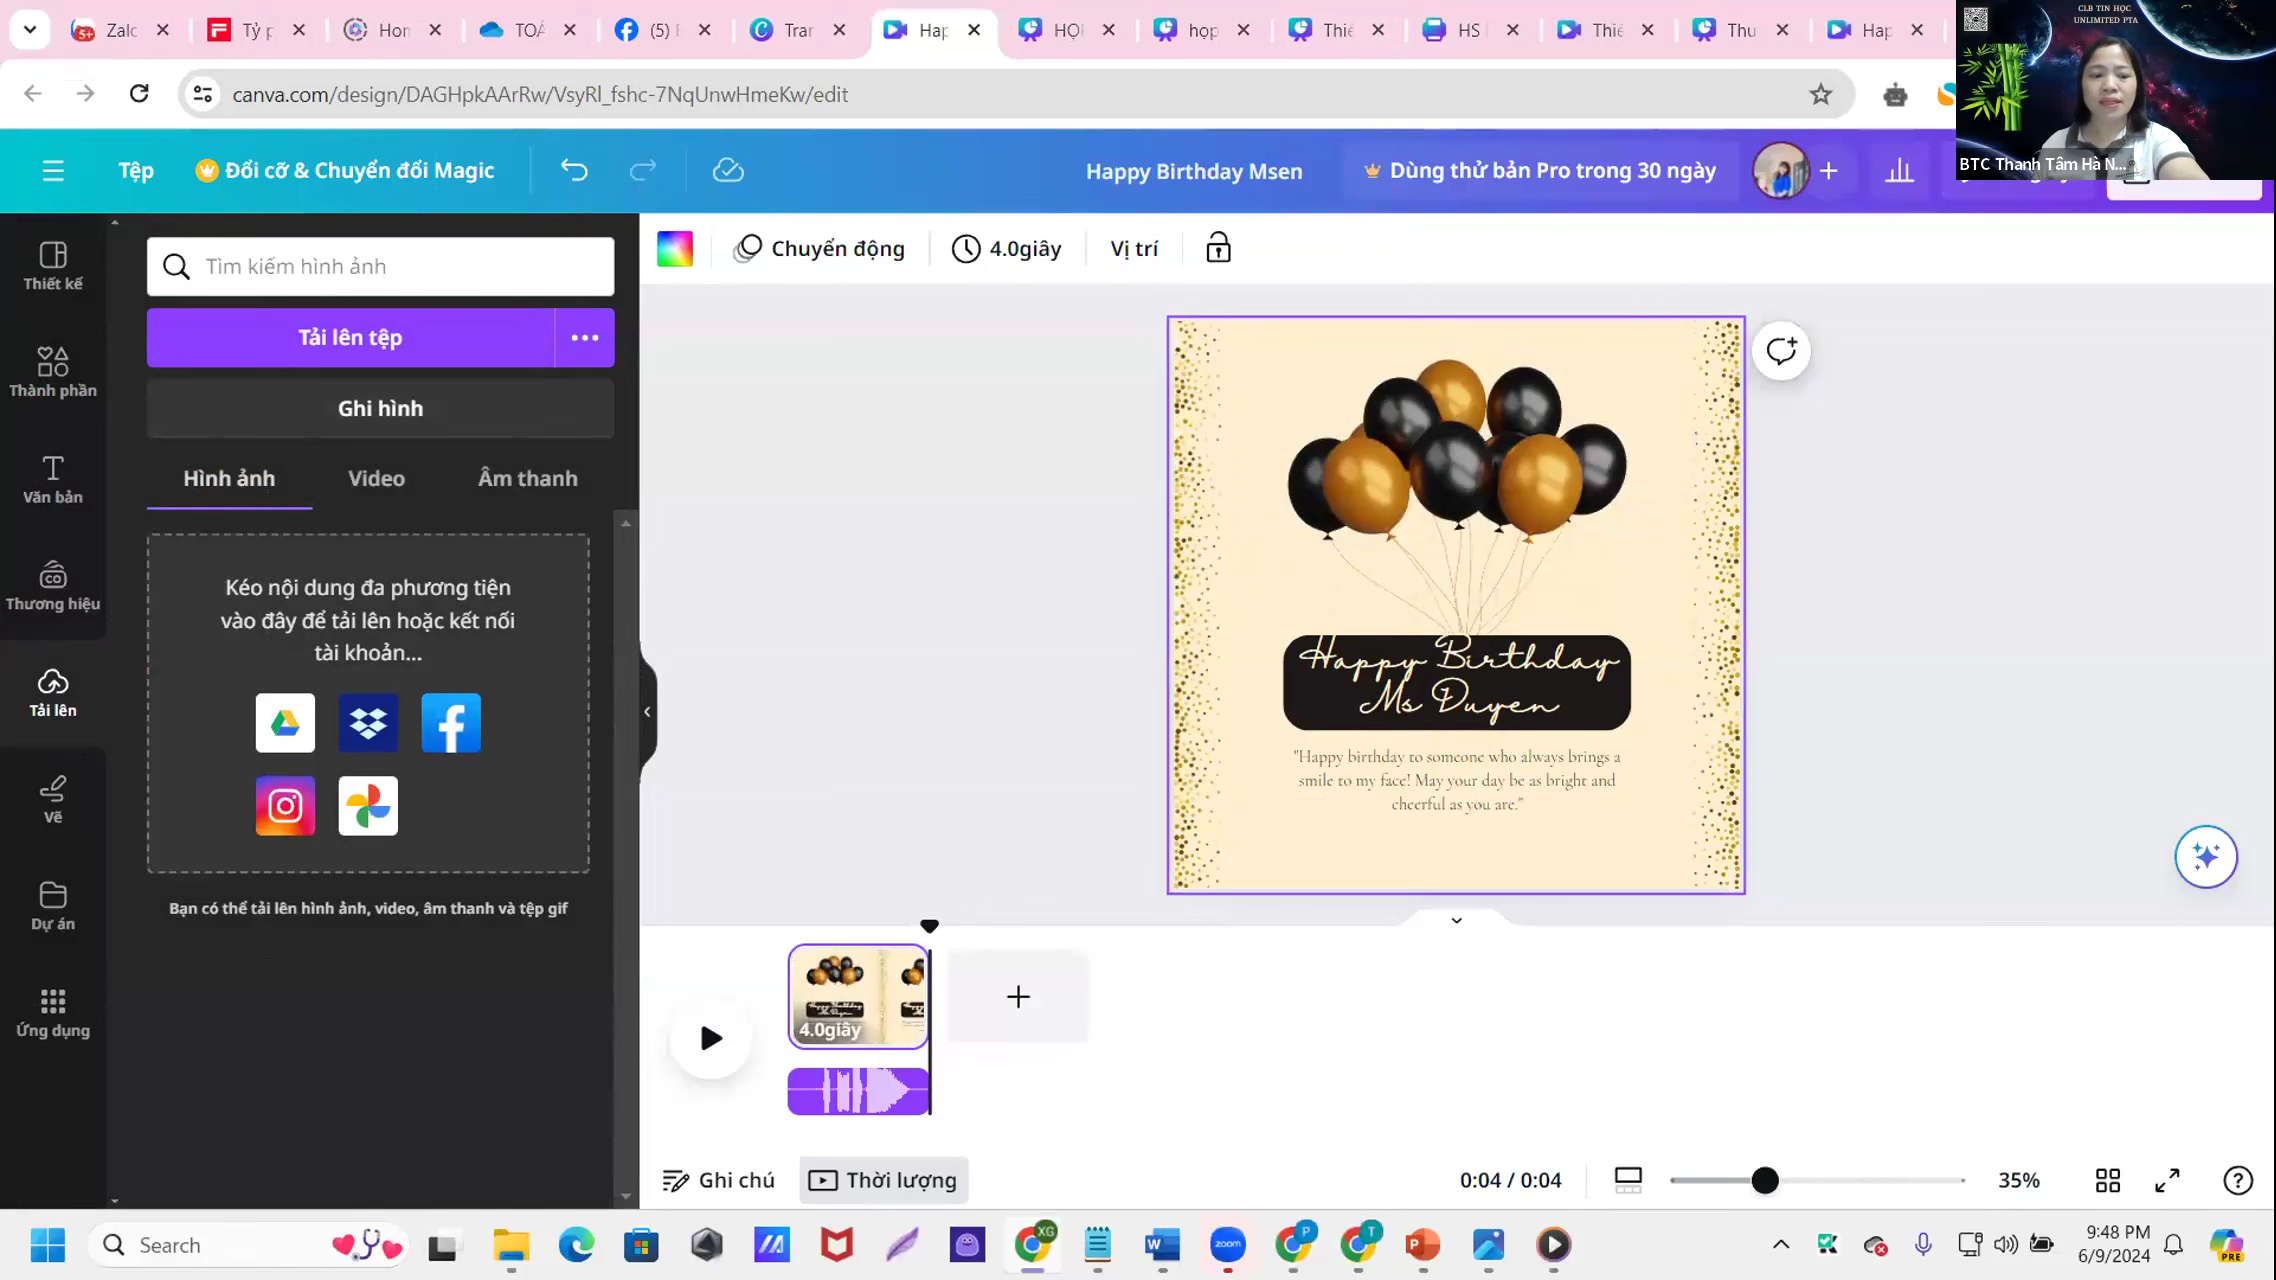 Zalc
Tỷ p
Hon
TOÁ
(5) F
Trar
Hap
HỌI
họp
Thiế
HS
Thiế
Thu
Hap
CLB TIN HỌC
UNLIMITED PTA
canva.com/design/DAGHpkAArRw/VsyRl_fshc-7NqUnwHmeKw/edit
BTC Thanh Tâm Hà N...
Tệp
Đổi cỡ & Chuyển đổi Magic
Happy Birthday Msen
Dùng thử bản Pro trong 30 ngày
Thiết kế
Thành phần
Văn bản
Thương hiệu
Tải lên
Vẽ
Dự án
Ứng dụng
Tìm kiếm hình ảnh
Tải lên tệp
Ghi hình
Hình ảnh
Video
Âm thanh
Kéo nội dung đa phương tiện
vào đây để tải lên hoặc kết nối
tài khoản...
Bạn có thể tải lên hình ảnh, video, âm thanh và tệp gif
Chuyển động
4.0giây
Vị trí
Happy Birthday
Ms Duyen
"Happy birthday to someone who always brings a
smile to my face! May your day be as bright and
cheerful as you are."
4.0giây
Ghi chú
Thời lượng
0:04 / 0:04
35%
Search
9:48 PM
6/9/2024